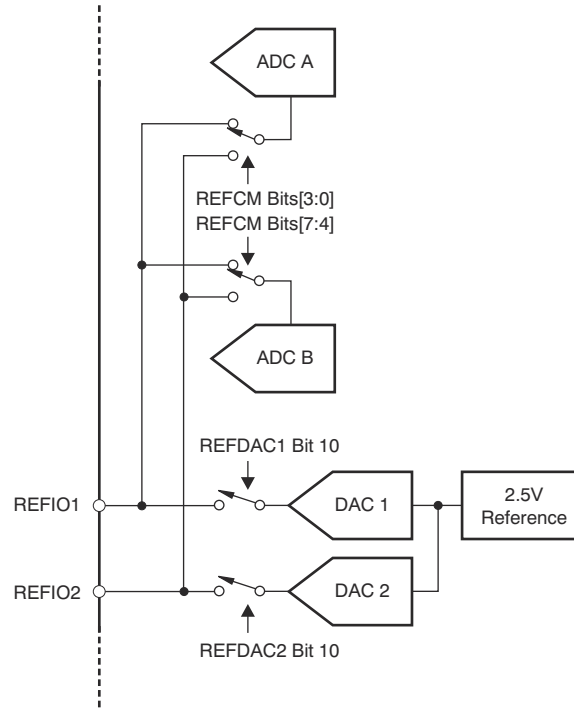 ADC A
REFCM Bits[3:0]
REFCM Bits[7:4]
ADC B
REFDAC1 Bit 10
REFIO1
DAC 1
2.5V
Reference
REFIO2
DAC 2
REFDAC2 Bit 10